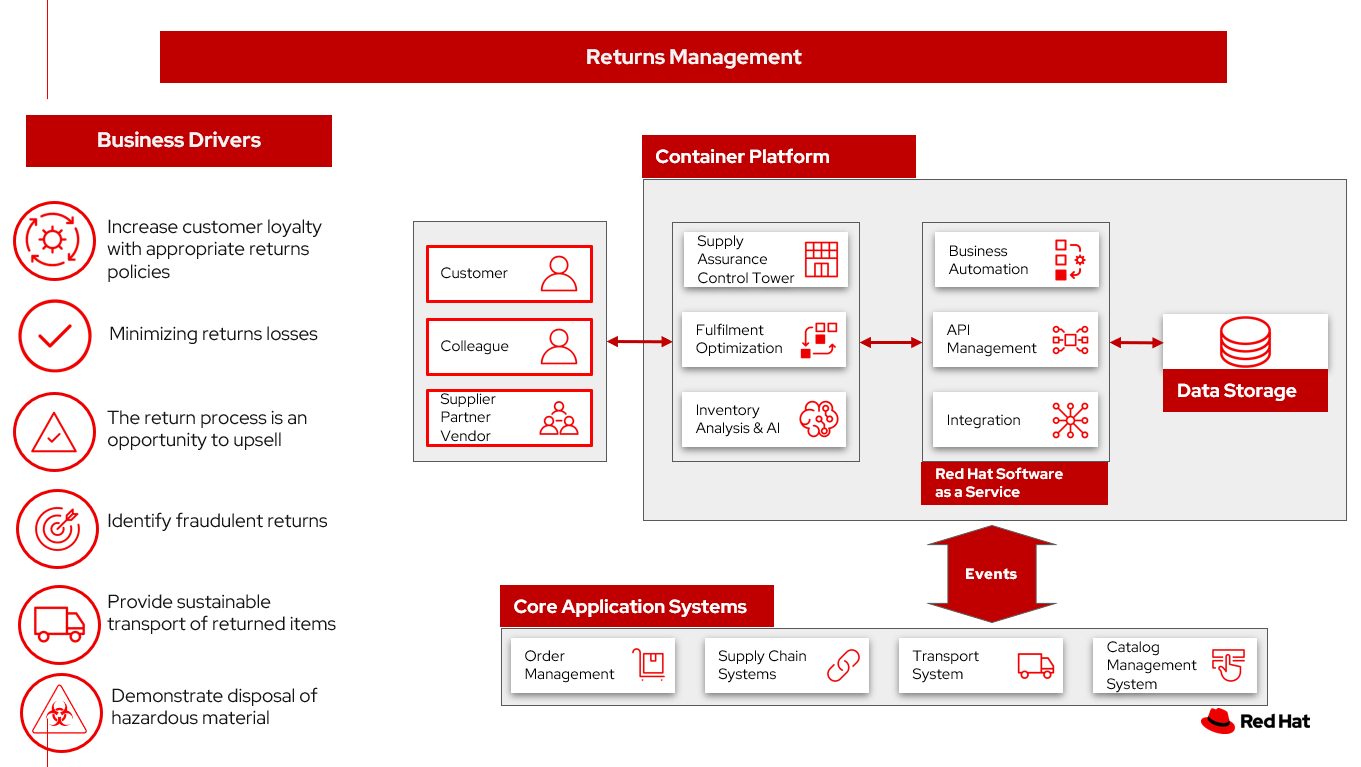 Returns Management
Business Drivers
Increase customer loyalty
with appropriate returns
policies
Minimizing returns losses
The return process is an
opportunity to upsell
Identify fraudulent returns
Provide sustainable
transport of returned items
Demonstrate disposal of
hazardous material
Customer
Colleague
Supplier
Partner
Vendor
Container Platform
Supply
Assurance
Control Tower
Fulfilment
Optimization
Inventory
Analysis & AI
Business
Automation
API
Management
Integration
Red Hat Software
as a Service
Data Storage
Events
Core Application Systems
Order
Management
Supply Chain
Systems
Transport
System
Catalog
Management
System
Red Hat